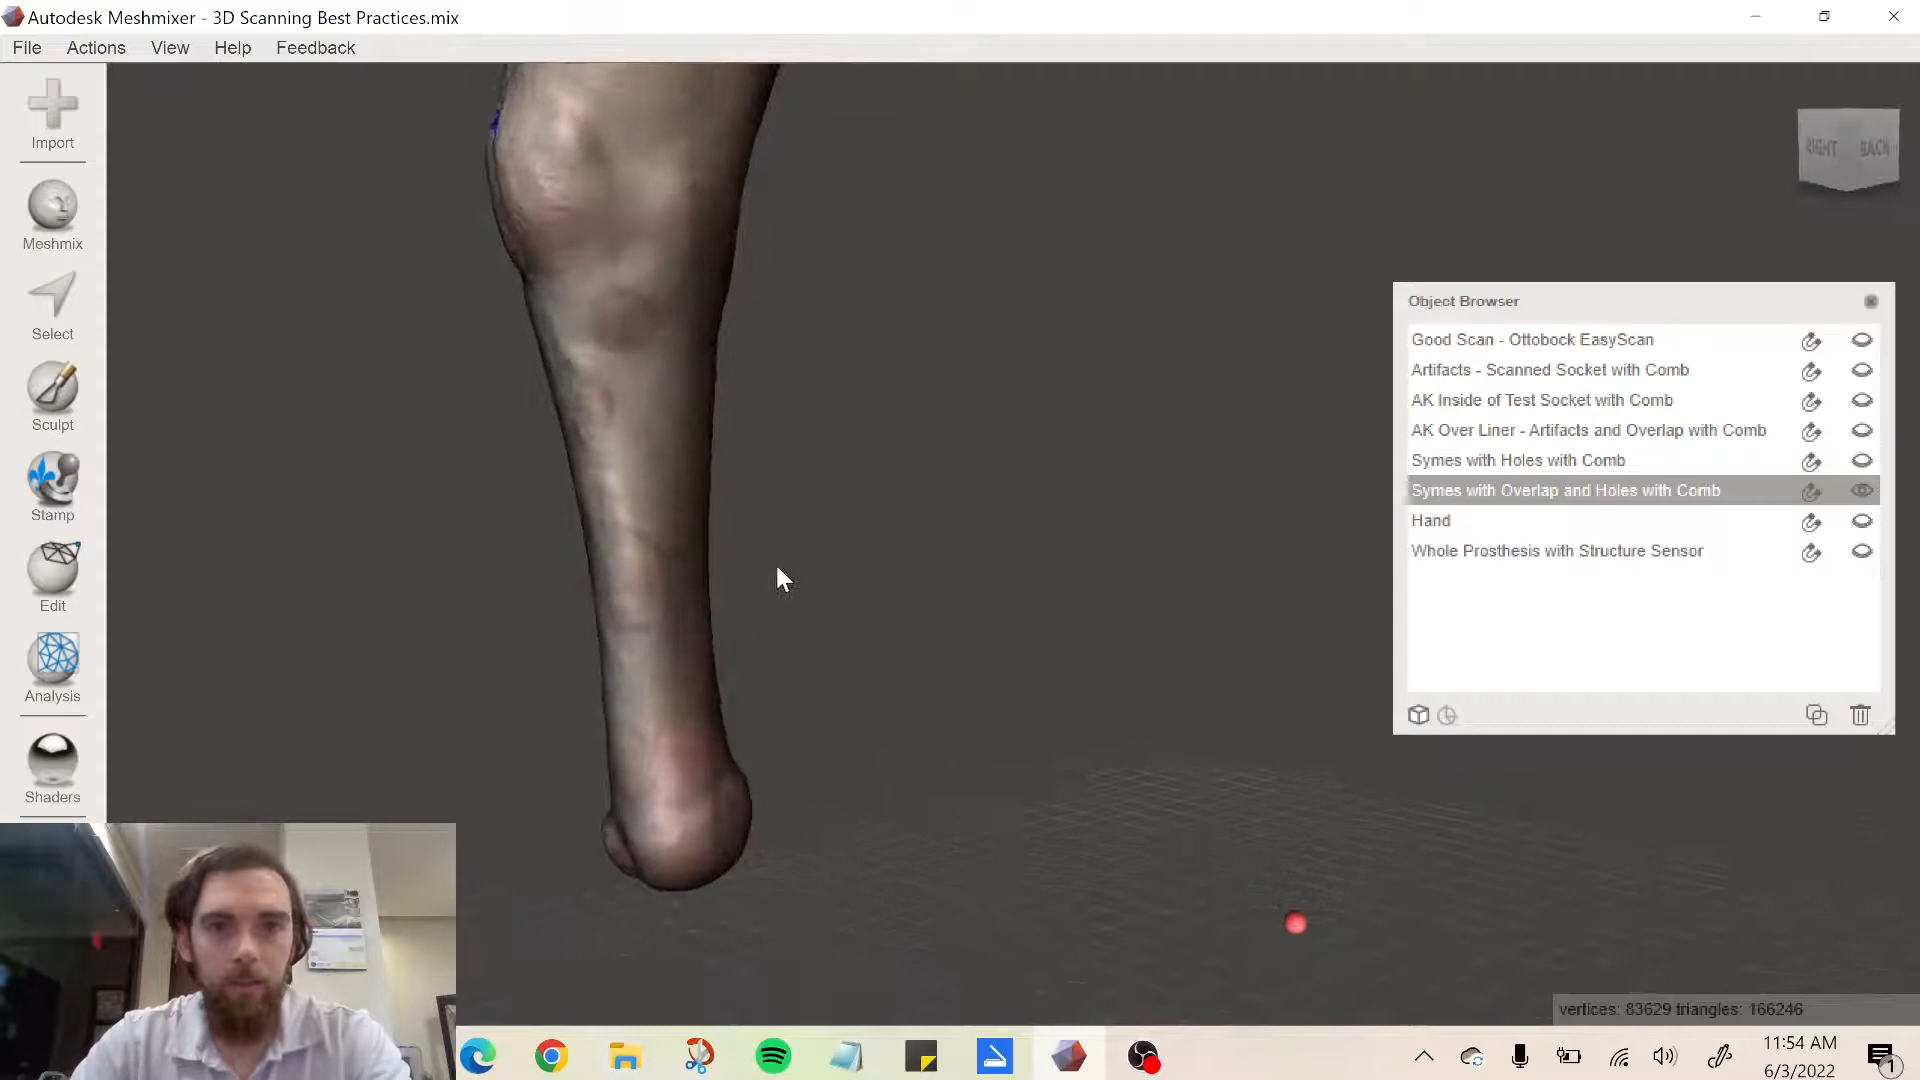 Autodesk Meshmixer - 3D Scanning Best Practices.mix
File Actions View Help Feedback
Import
Meshmix
Select
Sculpt
Stamp
Edit
Analysis
Shaders
RIGHT BACK
Object Browser
Good Scan - Ottobock EasyScan
Artifacts - Scanned Socket with Comb
AK Inside of Test Socket with Comb
AK Over Liner - Artifacts and Overlap with Comb
Symes with Holes with Comb
Symes with Overlap and Holes with Comb
Hand
Whole Prosthesis with Structure Sensor
vertices: 83629 triangles: 166246
11:54 AM
6/3/2022
1